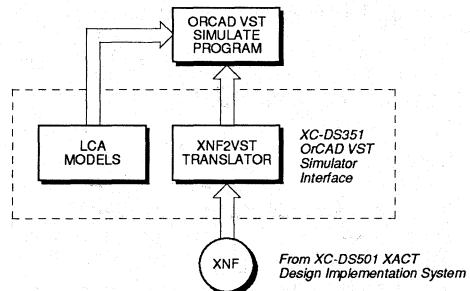 ORCAD VST
SIMULATE
PROGRAM
LCA
MODELS
XNF2VST
TRANSLATOR
XC-DS351
OrCAD VST
Simulator
Interface
XNF
From XC-DS501 XACT
Design Implementation System